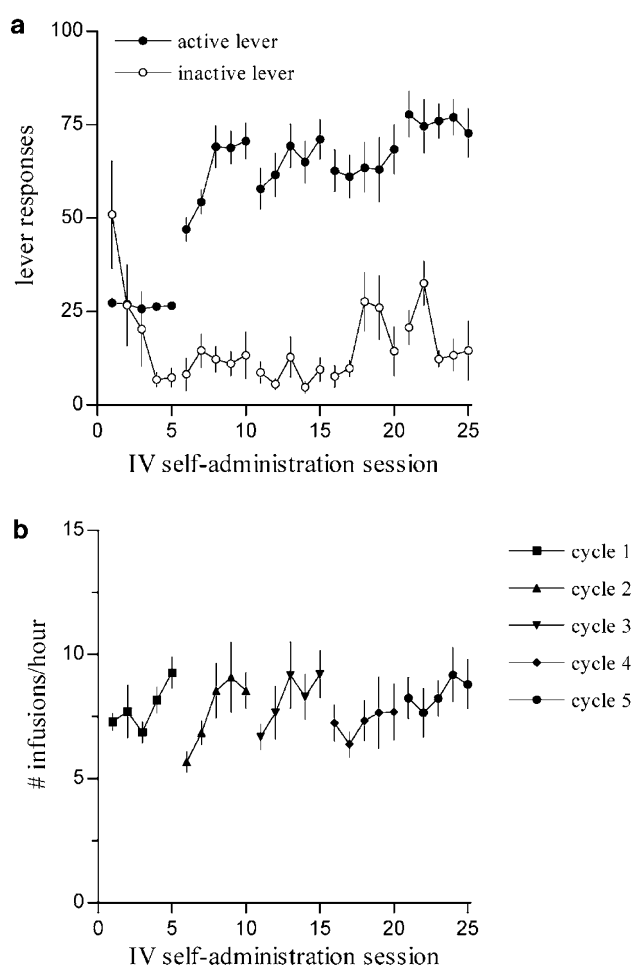 a
100
active lever
inactive lever
75
50
25
0
lever responses
0 5 10 15 20 25
IV self-administration session
b
15
10
5
0
# infusions/hour
0 5 10 15 20 25
IV self-administration session
cycle 1
cycle 2
cycle 3
cycle 4
cycle 5